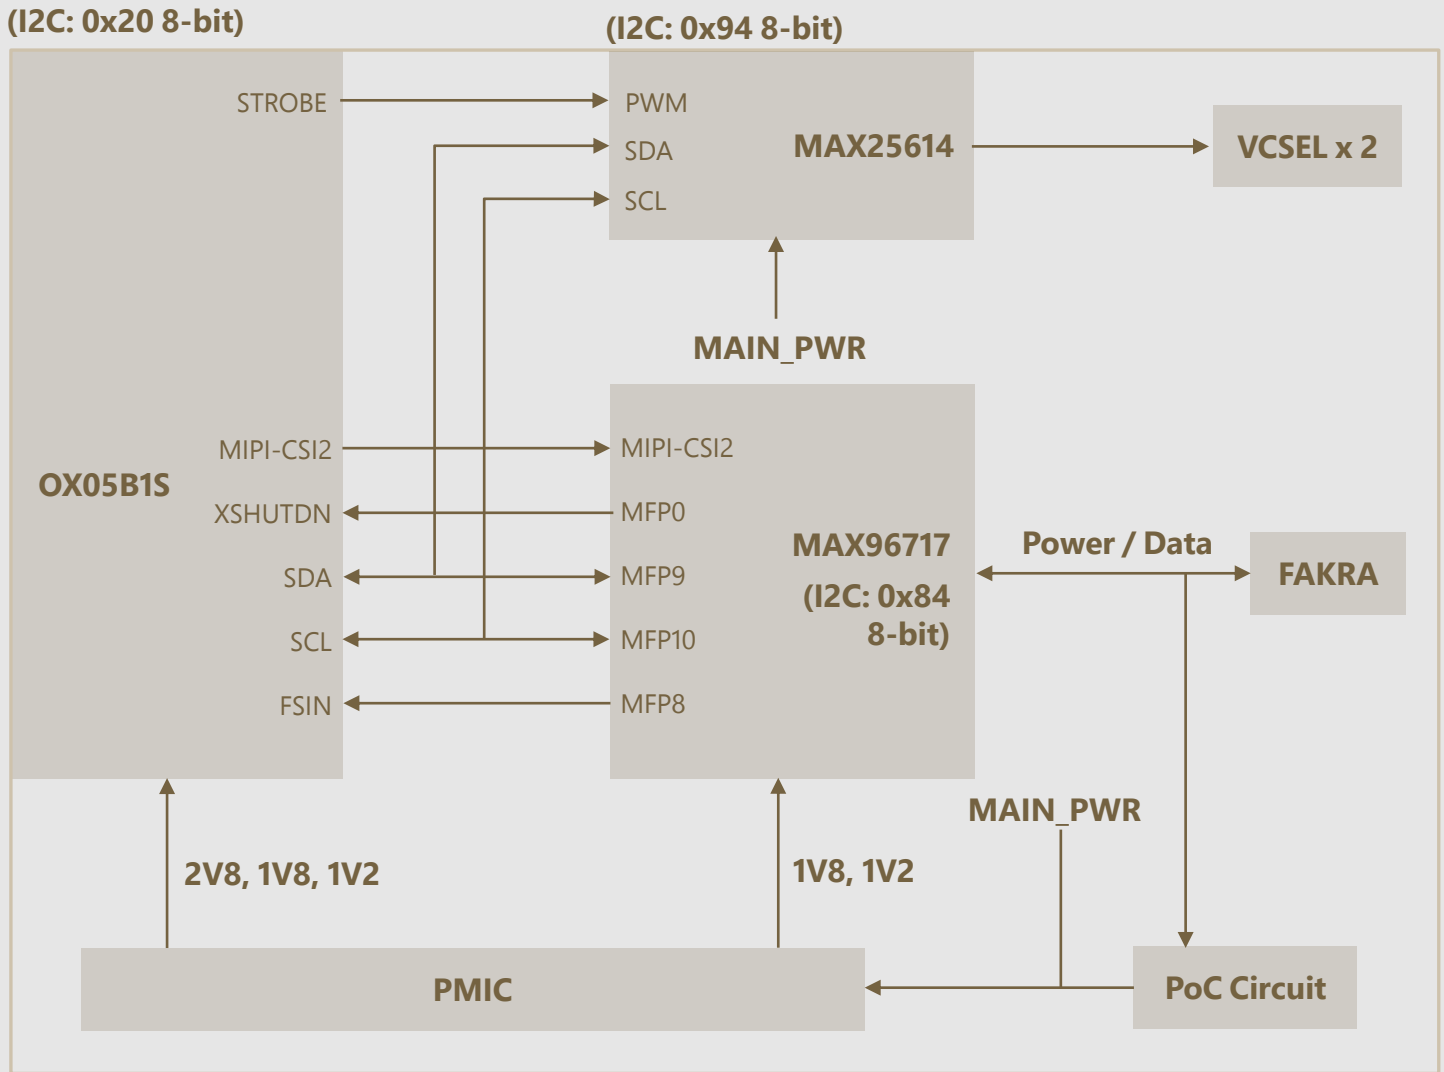 (I2C: 0x20 8-bit)
(I2C: 0x94 8-bit)
STROBE
PWM
SDA
SCL
MAX25614
VCSEL x 2
MAIN_PWR
OX05B1S
MIPI-CSI2
XSHUTDN
SDA
SCL
FSIN
MIPI-CSI2
MFP0
MFP9
MFP10
MFP8
MAX96717
(I2C: 0x84
8-bit)
Power / Data
FAKRA
MAIN_PWR
2V8, 1V8, 1V2
1V8, 1V2
PMIC
PoC Circuit